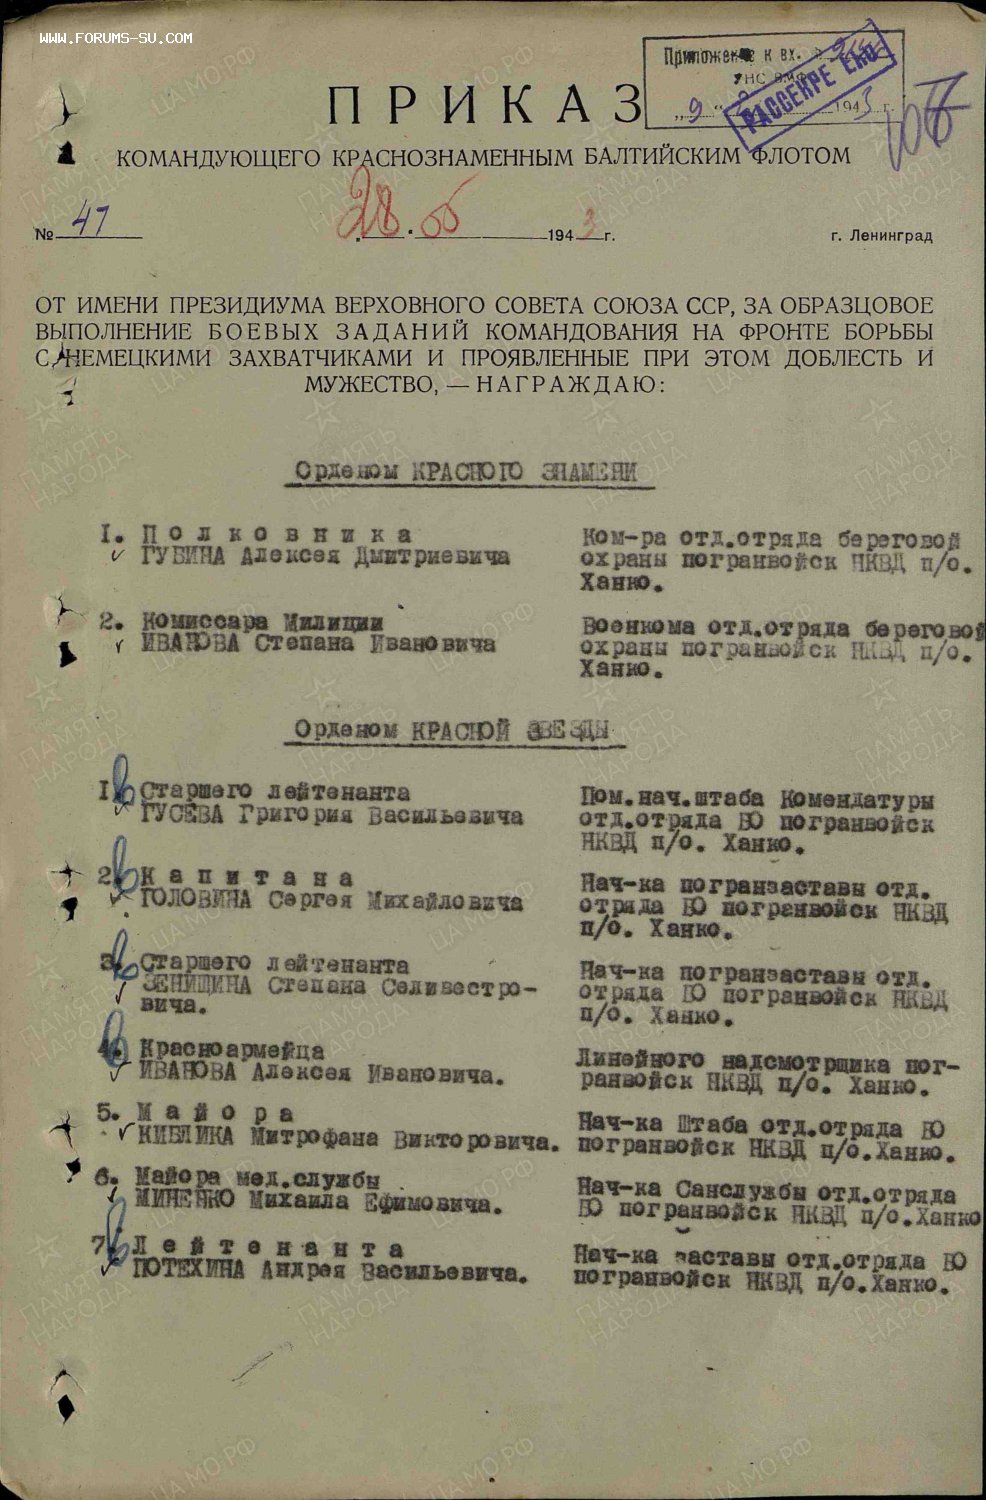 WWW.FORUMS-SU.COM
Приложение к вх.
УНС ВМФ
„ 9 “ 1943 г.
РАССЕКРЕЧЕНО
ПРИКАЗ
КОМАНДУЮЩЕГО КРАСНОЗНАМЕННЫМ БАЛТИЙСКИМ ФЛОТОМ
№ 47 28. 05 1943 г. г. Ленинград
ОТ ИМЕНИ ПРЕЗИДИУМА ВЕРХОВНОГО СОВЕТА СОЮЗА ССР, ЗА ОБРАЗЦОВОЕ
ВЫПОЛНЕНИЕ БОЕВЫХ ЗАДАНИЙ КОМАНДОВАНИЯ НА ФРОНТЕ БОРЬБЫ
С НЕМЕЦКИМИ ЗАХВАТЧИКАМИ И ПРОЯВЛЕННЫЕ ПРИ ЭТОМ ДОБЛЕСТЬ И
МУЖЕСТВО, — НАГРАЖДАЮ:
Орденом КРАСНОГО ЗНАМЕНИ
1. Полковника
ГУБИНА Алексея Дмитриевича
Ком-ра отд.отряда береговой
охраны погранвойск НКВД п/о.
Ханко.
2. Комиссара Милиции
ИВАНОВА Степана Ивановича
Военкома отд.отряда береговой
охраны погранвойск НКВД п/о.
Ханко.
Орденом КРАСНОЙ ЗВЕЗДЫ
1. Старшего лейтенанта
ГУСЕВА Григория Васильевича
Пом.нач.штаба Комендатуры
отд.отряда БО погранвойск
НКВД п/о. Ханко.
2. Капитана
ГОЛОВИНА Сергея Михайловича
Нач-ка погранзаставы отд.
отряда БО погранвойск НКВД
п/о. Ханко.
3. Старшего лейтенанта
ЗЕНИЩИНА Степана Селивестро-
вича.
Нач-ка погранзаставы отд.
отряда БО погранвойск НКВД
п/о. Ханко.
4. Красноармейца
ИВАНОВА Алексея Ивановича.
Линейного надсмотрщика пог-
ранвойск НКВД п/о. Ханко.
5. Майора
КИБЛИКА Митрофана Викторовича.
Нач-ка Штаба отд.отряда БО
погранвойск НКВД п/о.Ханко.
6. Майора мед.службы
МИНЕНКО Михаила Ефимовича.
Нач-ка Санслужбы отд.отряда
БО погранвойск НКВД п/о.Ханко
7. Лейтенанта
ПОТЕХИНА Андрея Васильевича.
Нач-ка заставы отд.отряда БО
погранвойск НКВД п/о.Ханко.